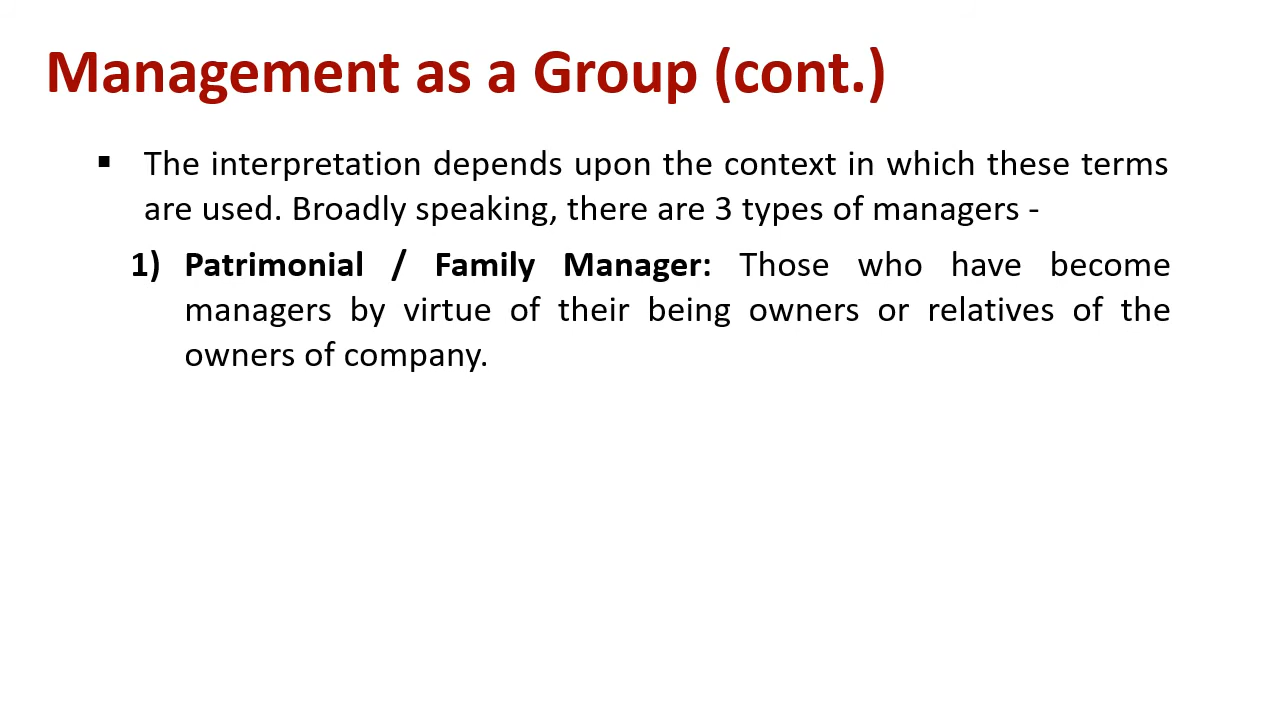 Management as a Group (cont.)
▪ The interpretation depends upon the context in which these terms
are used. Broadly speaking, there are 3 types of managers -
1) Patrimonial / Family Manager: Those who have become
managers by virtue of their being owners or relatives of the
owners of company.